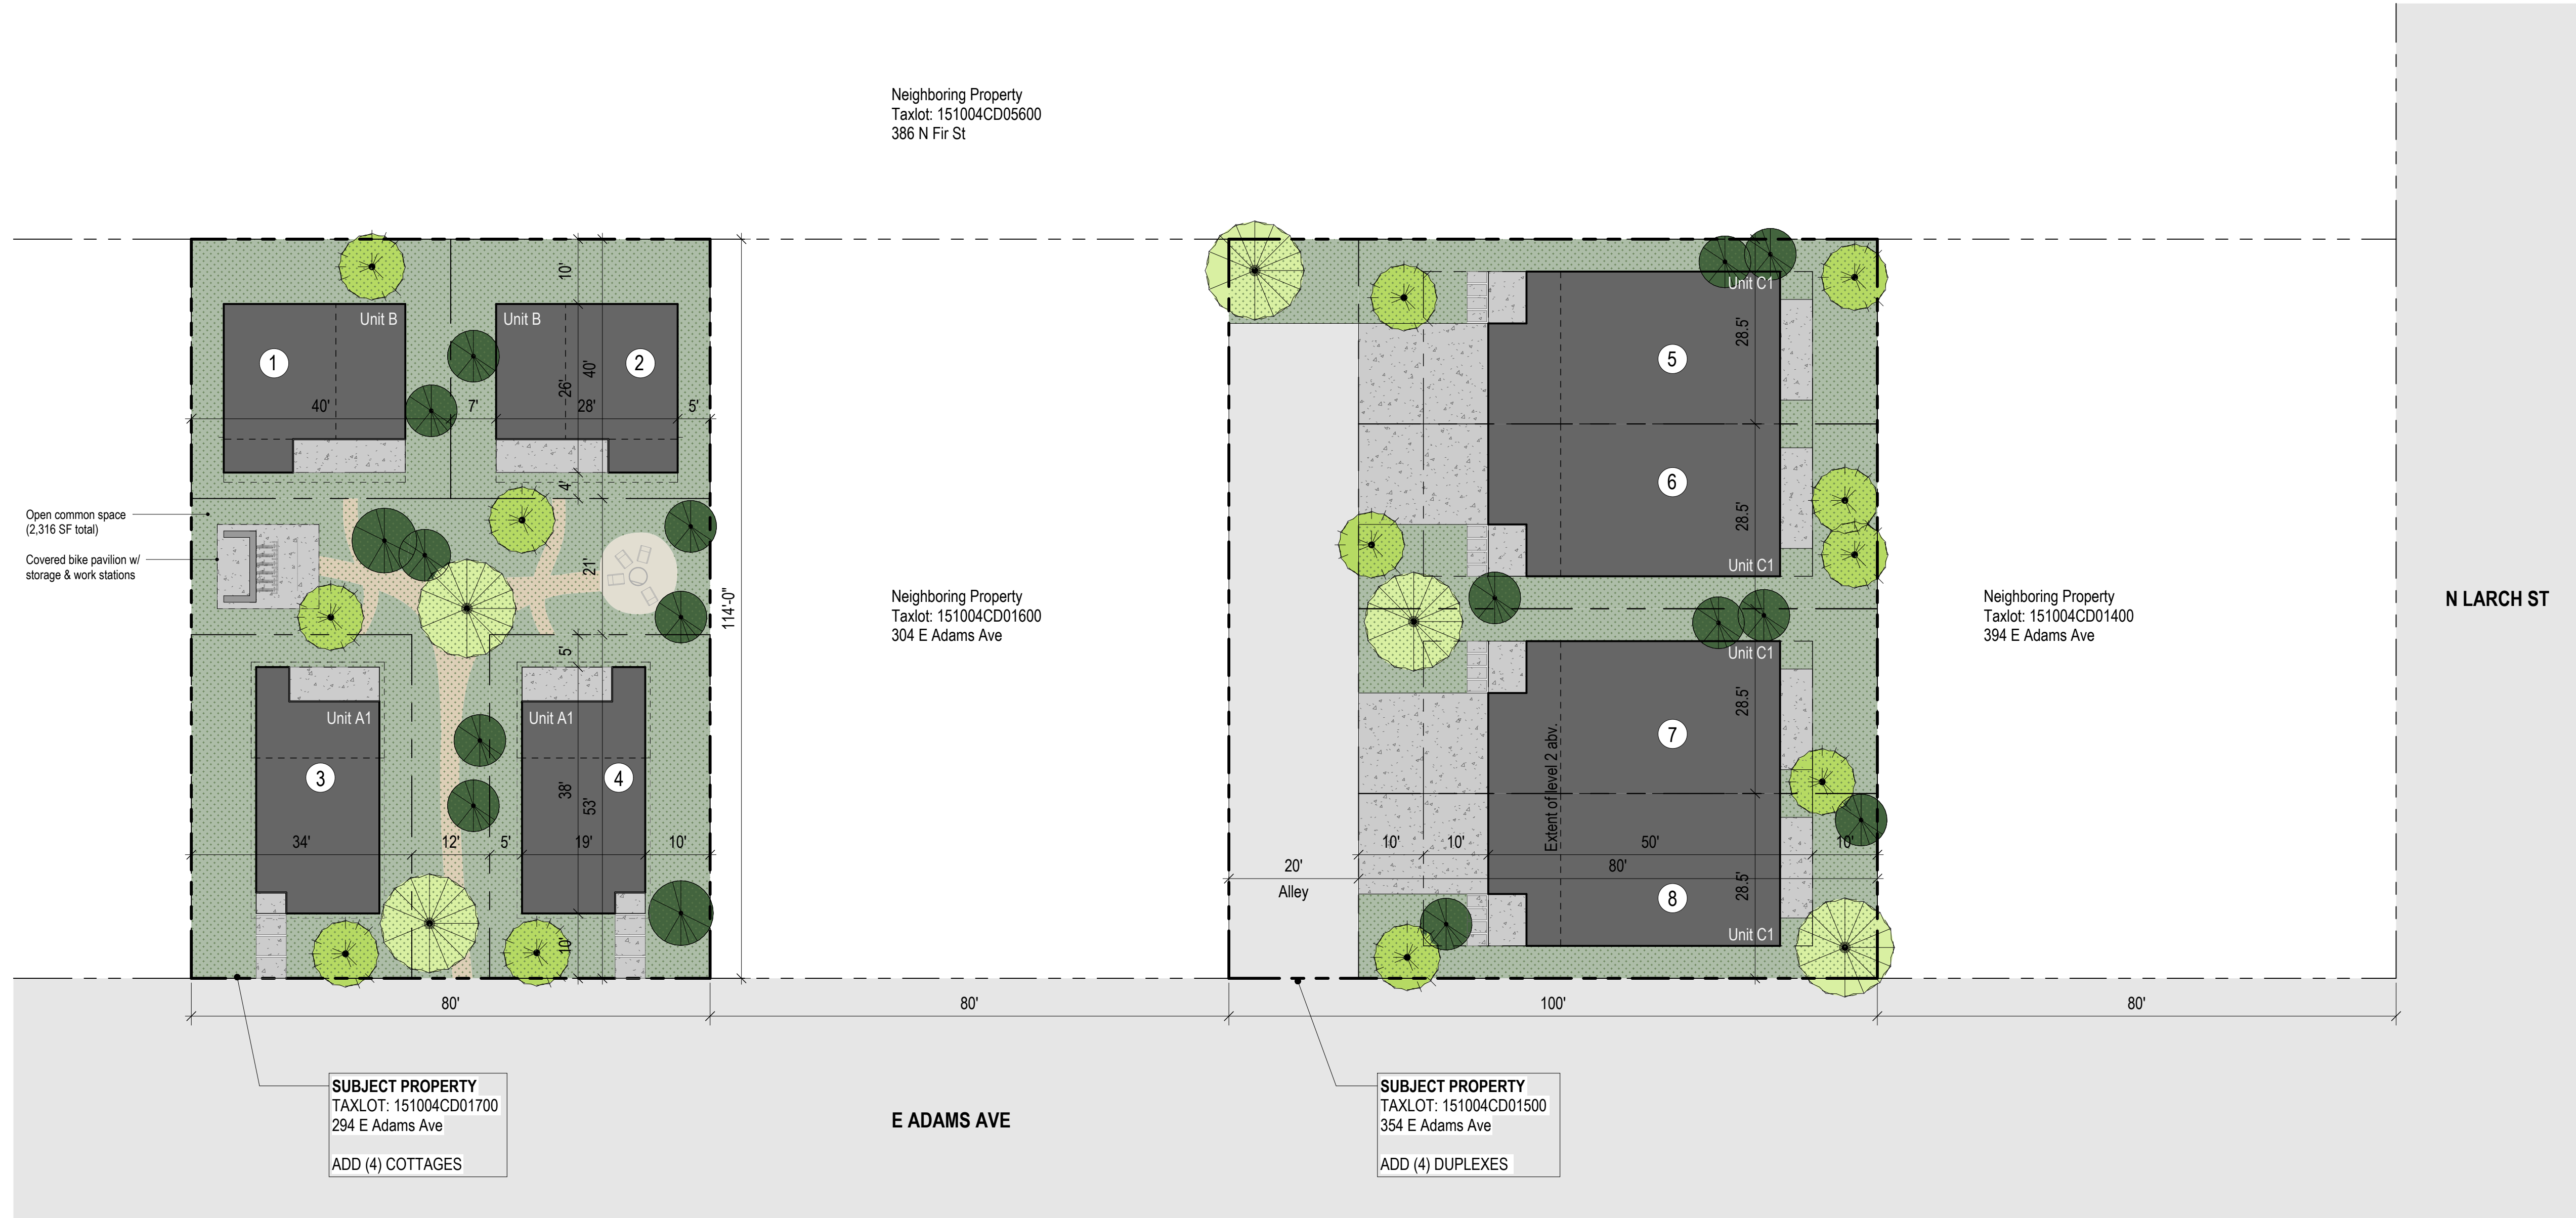 Neighboring Property
Taxlot: 151004CD05600
386 N Fir St
Unit B
Unit B
1
2
10'
26'
40'
40'
7'
28'
5'
4'
Open common space
(2,316 SF total)
Covered bike pavilion w/
storage & work stations
21'
114'-0"
5'
Unit A1
Unit A1
3
4
38'
53'
34'
12'
5'
19'
10'
10'
Neighboring Property
Taxlot: 151004CD01600
304 E Adams Ave
Unit C1
28.5'
5
6
28.5'
Unit C1
Unit C1
28.5'
7
Extent of level 2 abv.
10'
10'
50'
10'
20'
80'
Alley
28.5'
8
Unit C1
Neighboring Property
Taxlot: 151004CD01400
394 E Adams Ave
N LARCH ST
80'
80'
100'
80'
SUBJECT PROPERTY
TAXLOT: 151004CD01700
294 E Adams Ave
ADD (4) COTTAGES
E ADAMS AVE
SUBJECT PROPERTY
TAXLOT: 151004CD01500
354 E Adams Ave
ADD (4) DUPLEXES